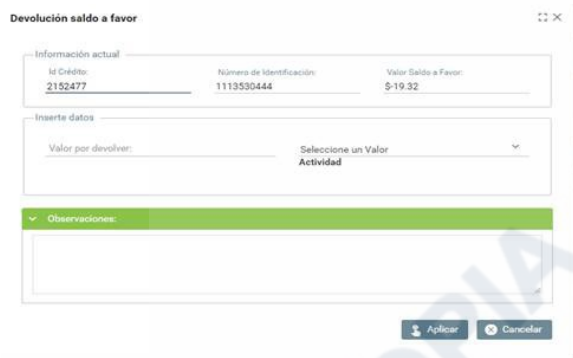 Devolución saldo a favor
Información actual
Id Crédito: Número de Identificación: Valor Saldo a Favor:
2152477 1113530444 $-19.32
Inserte datos
Valor por devolver: Seleccione un Valor
Actividad
Observaciones:
Aplicar Cancelar
OPIA